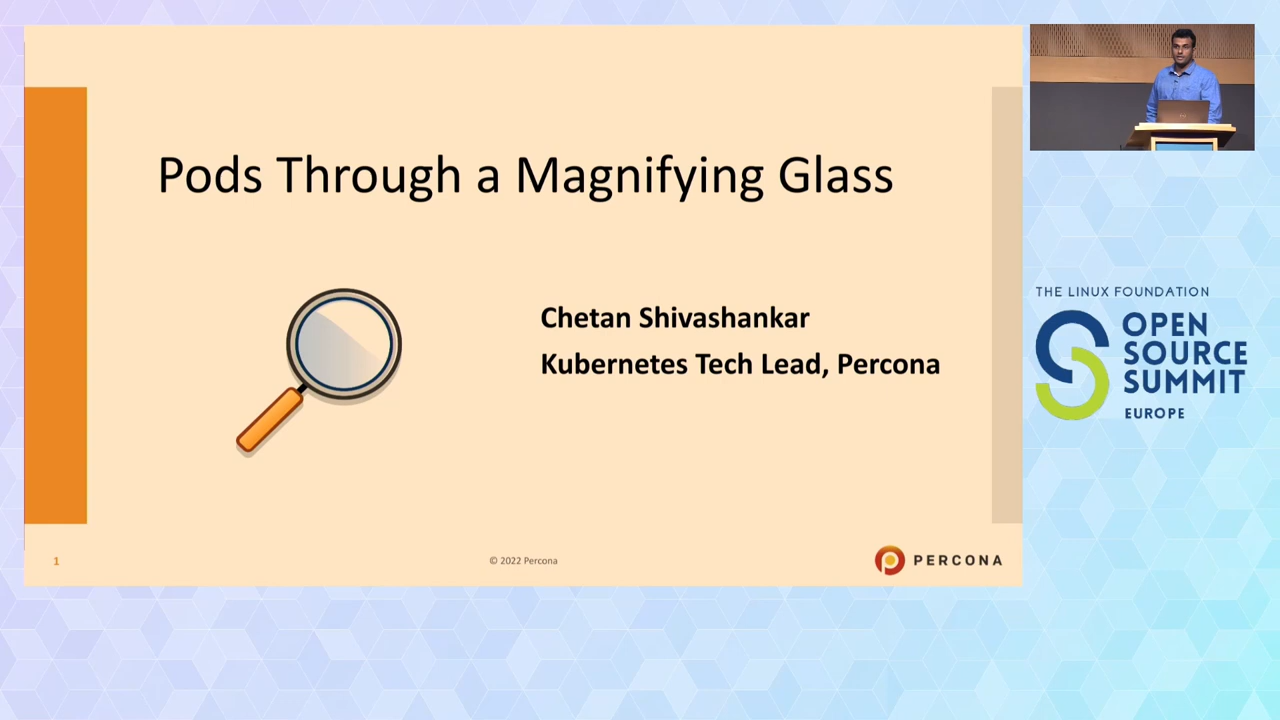 Pods Through a Magnifying Glass
Chetan Shivashankar
Kubernetes Tech Lead, Percona
1
© 2022 Percona
PERCONA
THE LINUX FOUNDATION
OPEN
SOURCE
SUMMIT
EUROPE